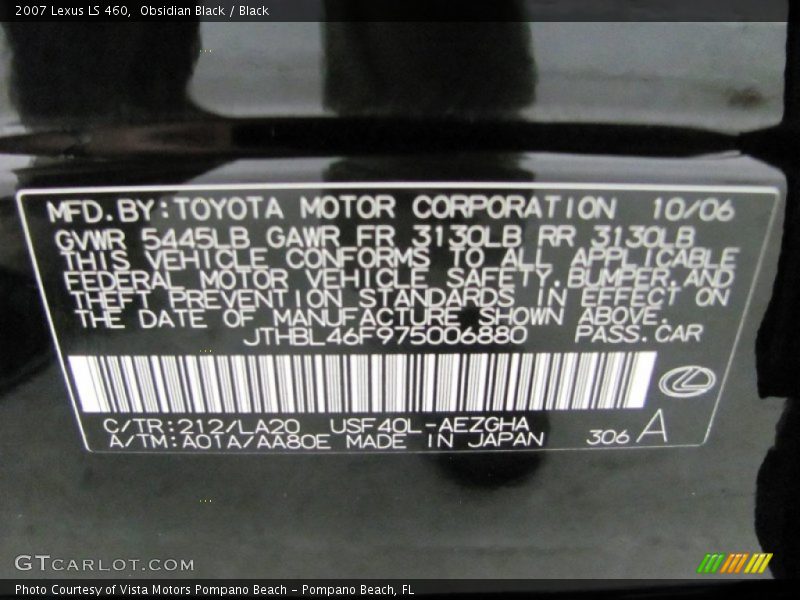 2007 Lexus LS 460,  Obsidian Black / Black
MFD.BY:TOYOTA MOTOR CORPORATION 10/06
GVWR 5445LB GAWR FR 3130LB RR 3130LB
THIS VEHICLE CONFORMS TO ALL APPLICABLE
FEDERAL MOTOR VEHICLE SAFETY,BUMPER,AND
THEFT PREVENTION STANDARDS IN EFFECT ON
THE DATE OF MANUFACTURE SHOWN ABOVE.
JTHBL46F975006880 PASS.CAR
C/TR:212/LA20 USF40L-AEZGHA
A/TM:A01A/AA80E MADE IN JAPAN 306 A
GTCARLOT.COM
Photo Courtesy of Vista Motors Pompano Beach – Pompano Beach, FL